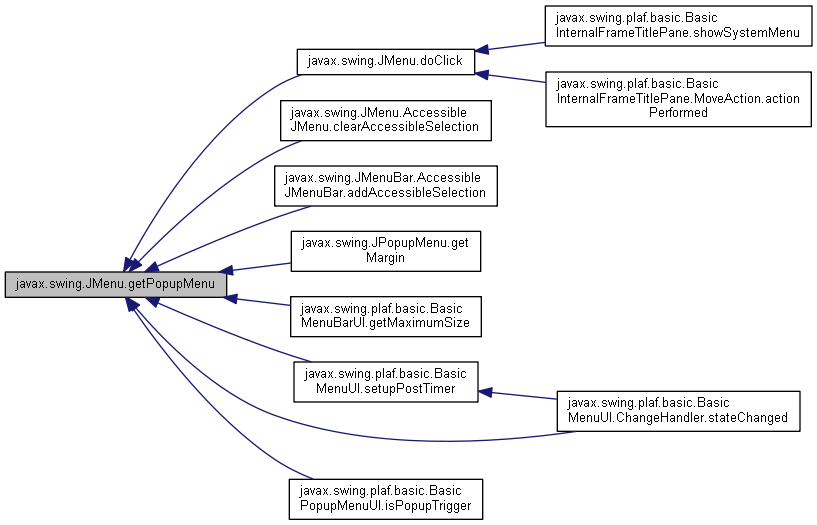 javax.swing.plaf.basic.Basic
InternalFrameTitlePane.showSystemMenu
javax.swing.JMenu.doClick
javax.swing.plaf.basic.Basic
InternalFrameTitlePane.MoveAction.action
Performed
javax.swing.JMenu.Accessible
JMenu.clearAccessibleSelection
javax.swing.JMenuBar.Accessible
JMenuBar.addAccessibleSelection
javax.swing.JPopupMenu.get
Margin
javax.swing.JMenu.getPopupMenu
javax.swing.plaf.basic.Basic
MenuBarUI.getMaximumSize
javax.swing.plaf.basic.Basic
MenuUI.setupPostTimer
javax.swing.plaf.basic.Basic
MenuUI.ChangeHandler.stateChanged
javax.swing.plaf.basic.Basic
PopupMenuUI.isPopupTrigger